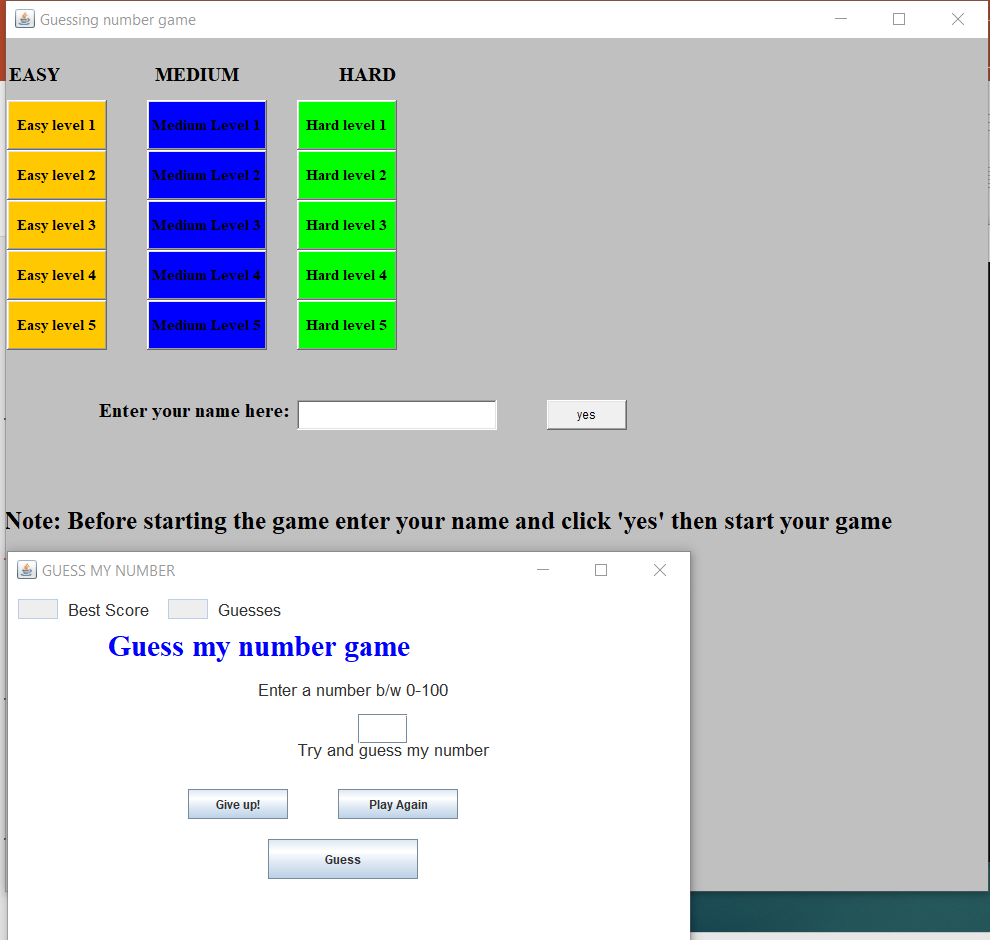 Guessing number game
EASY MEDIUM HARD
Easy level 1 Medium Level 1 Hard level 1
Easy level 2 Medium Level 2 Hard level 2
Easy level 3 Medium Level 3 Hard level 3
Easy level 4 Medium Level 4 Hard level 4
Easy level 5 Medium Level 5 Hard level 5
Enter your name here: yes
Note: Before starting the game enter your name and click 'yes' then start your game
GUESS MY NUMBER
Best Score Guesses
Guess my number game
Enter a number b/w 0-100
Try and guess my number
Give up! Play Again
Guess